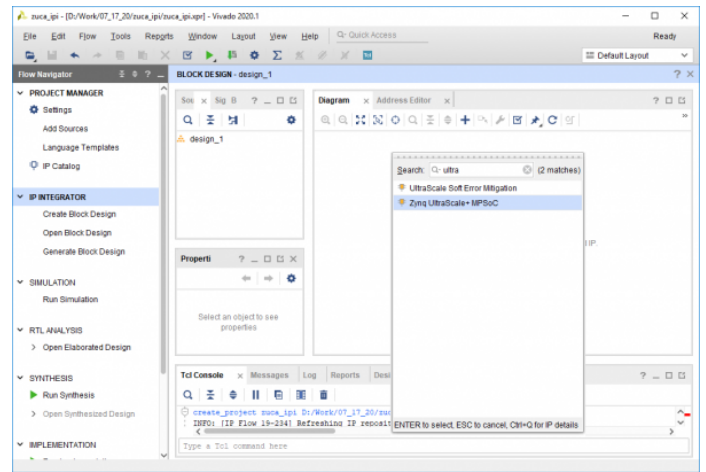 zuca_ipi - [D:/Work/07_17_20/zuca_ipi/zuca_ipi.xpr] - Vivado 2020.1
File Edit Flow Tools Reports Window Layout View Help Q- Quick Access Ready
Default Layout
Flow Navigator
BLOCK DESIGN - design_1
PROJECT MANAGER
Settings
Add Sources
Language Templates
IP Catalog
IP INTEGRATOR
Create Block Design
Open Block Design
Generate Block Design
SIMULATION
Run Simulation
RTL ANALYSIS
Open Elaborated Design
SYNTHESIS
Run Synthesis
Open Synthesized Design
IMPLEMENTATION
Sou Sig B
design_1
Properti
Select an object to see
properties
Diagram Address Editor
Search: Q- ultra (2 matches)
UltraScale Soft Error Mitigation
Zynq UltraScale+ MPSoC
IP.
ENTER to select, ESC to cancel, Ctrl+Q for IP details
Tcl Console Messages Log Reports Desi
create_project zuca_ipi D:/Work/07_17_20/zuc
INFO: [IP_Flow 19-234] Refreshing IP reposit
Type a Tcl command here